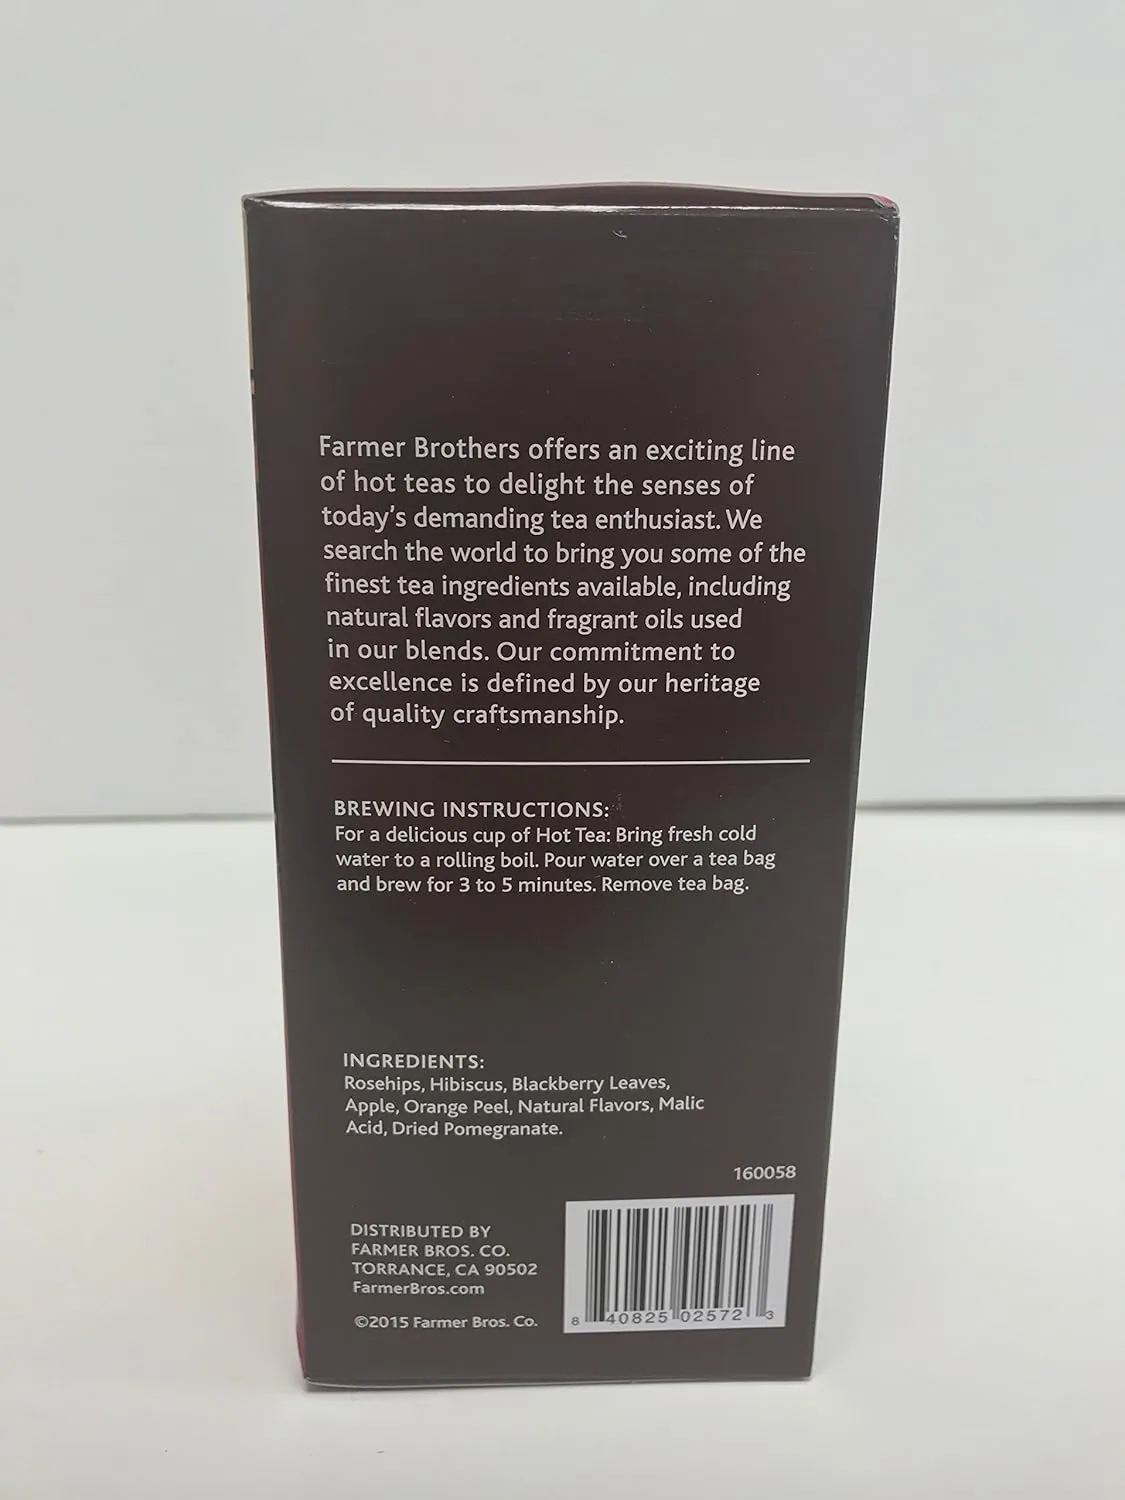 Farmer Brothers offers an exciting line
of hot teas to delight the senses of
today's demanding tea enthusiast. We
search the world to bring you some of the
finest tea ingredients available, including
natural flavors and fragrant oils used
in our blends. Our commitment to
excellence is defined by our heritage
of quality craftsmanship.
BREWING INSTRUCTIONS:
For a delicious cup of Hot Tea: Bring fresh cold
water to a rolling boil. Pour water over a tea bag
and brew for 3 to 5 minutes. Remove tea bag.
INGREDIENTS:
Rosehips, Hibiscus, Blackberry Leaves,
Apple, Orange Peel, Natural Flavors, Malic
Acid, Dried Pomegranate.
160058
DISTRIBUTED BY
FARMER BROS. CO.
TORRANCE, CA 90502
FarmerBros.com
©2015 Farmer Bros. Co.
8 40825 02572 3